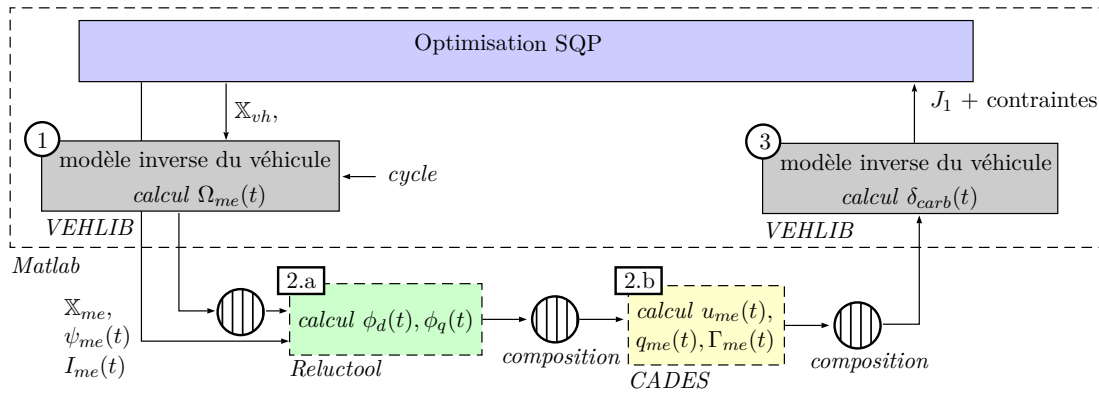 Optimisation SQP
𝕏vh,
J1 + contraintes
1
modèle inverse du véhicule
calcul Ωme(t)
cycle
VEHLIB
3
modèle inverse du véhicule
calcul δcarb(t)
VEHLIB
Matlab
𝕏me,
ψme(t)
Ime(t)
2.a
calcul ϕd(t), ϕq(t)
Reluctool
composition
2.b
calcul ume(t),
qme(t), Γme(t)
CADES
composition